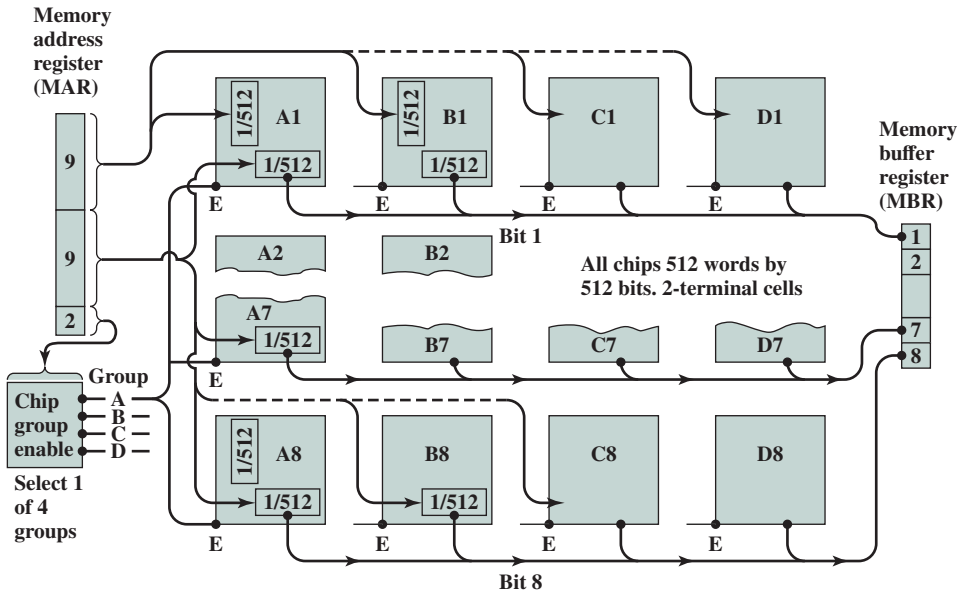 Memory
address
register
(MAR)
9
9
2
Chip
group
enable
Select 1
of 4
groups
Group
A
B
C
D
1/512
A1
1/512
E
1/512
B1
1/512
E
C1
E
D1
E
Bit 1
Memory
buffer
register
(MBR)
1
2
7
8
A2
B2
All chips 512 words by
512 bits. 2-terminal cells
A7
1/512
E
B7
C7
D7
1/512
A8
1/512
E
B8
1/512
E
C8
E
D8
E
Bit 8